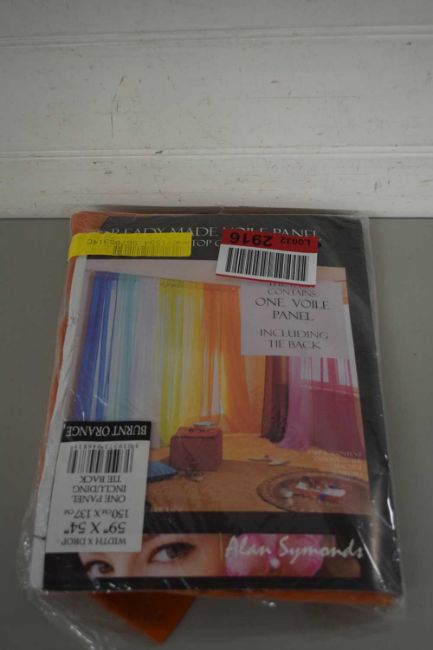 READY MADE VOILE PANEL
TOP
L0032
2916
CONTAINS
ONE VOILE
PANEL
INCLUDING
TIE BACK
BURNT ORANGE
WIDTH X DROP
59" X 54"
150CM X 137CM
ONE PANEL
INCLUDING
TIE BACK
Alan Symonds